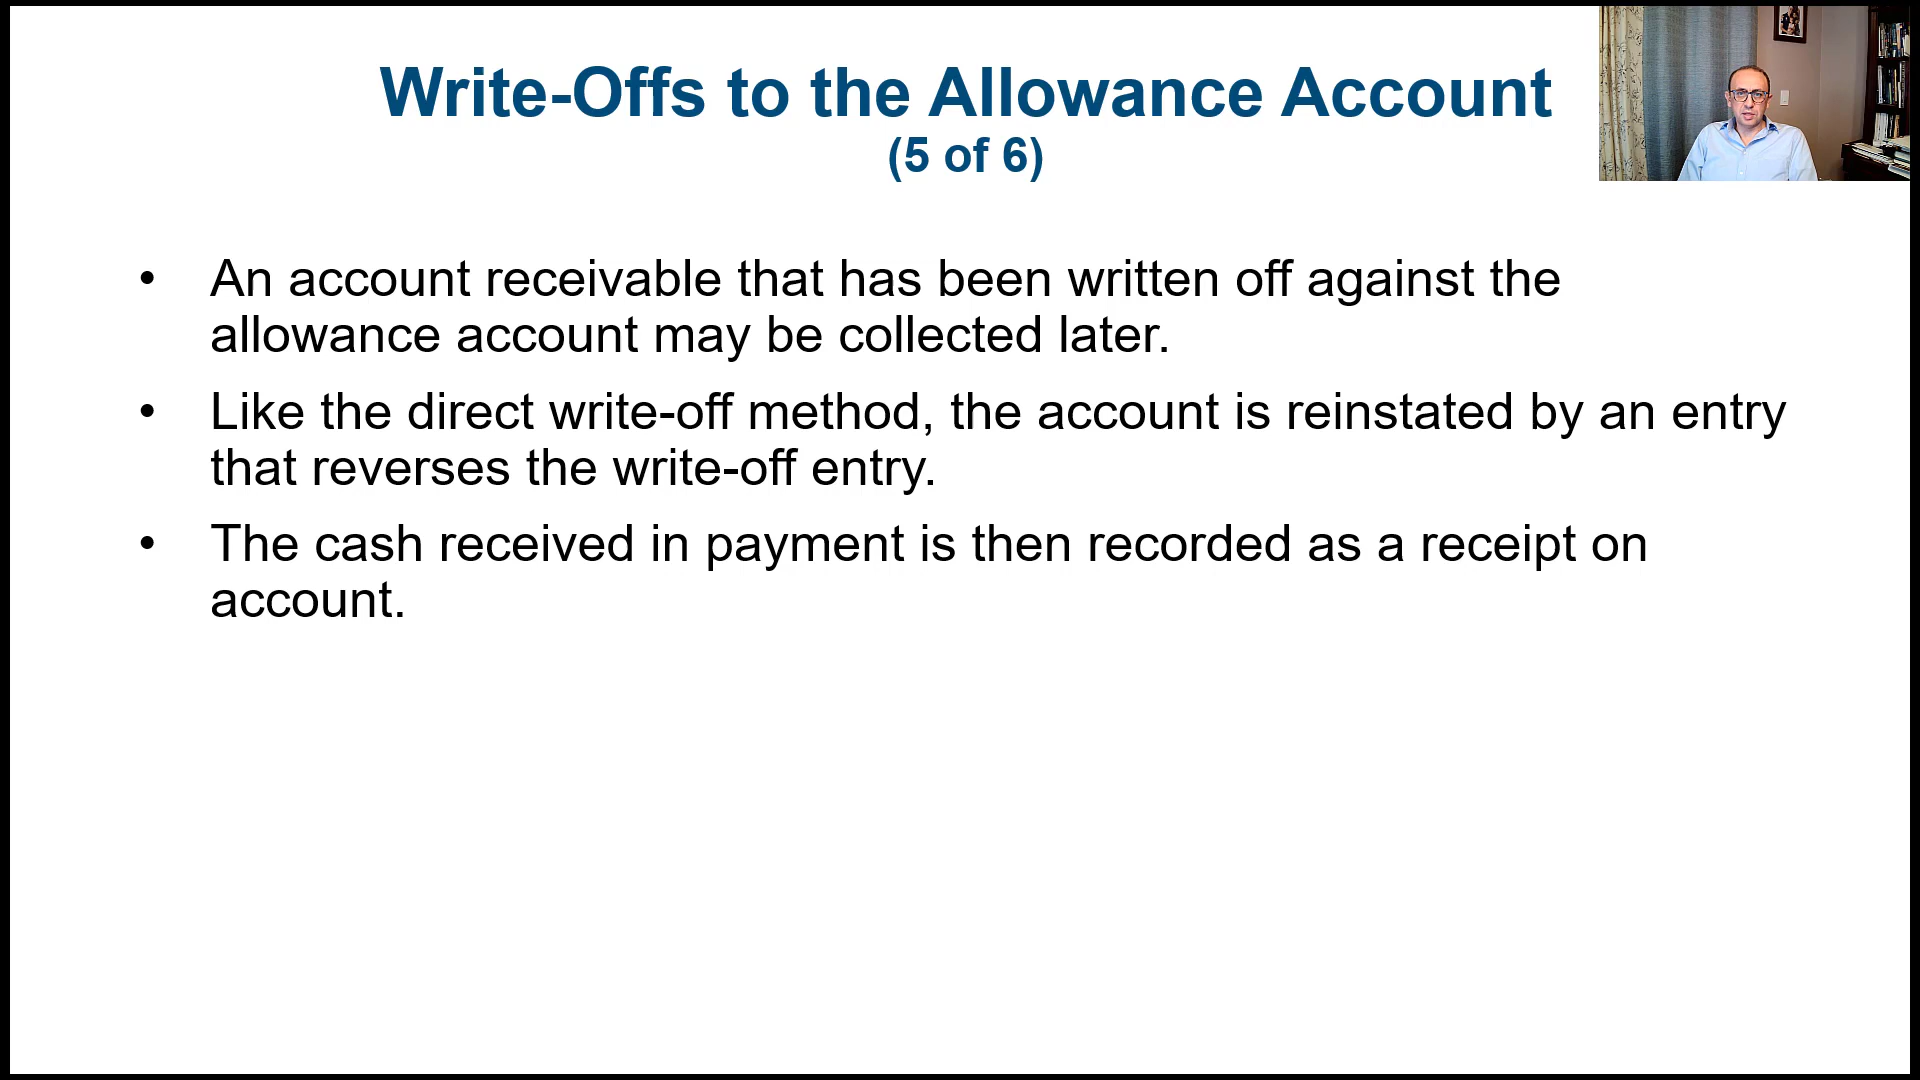 Write-Offs to the Allowance Account
(5 of 6)
• An account receivable that has been written off against the
allowance account may be collected later.
• Like the direct write-off method, the account is reinstated by an entry
that reverses the write-off entry.
• The cash received in payment is then recorded as a receipt on
account.